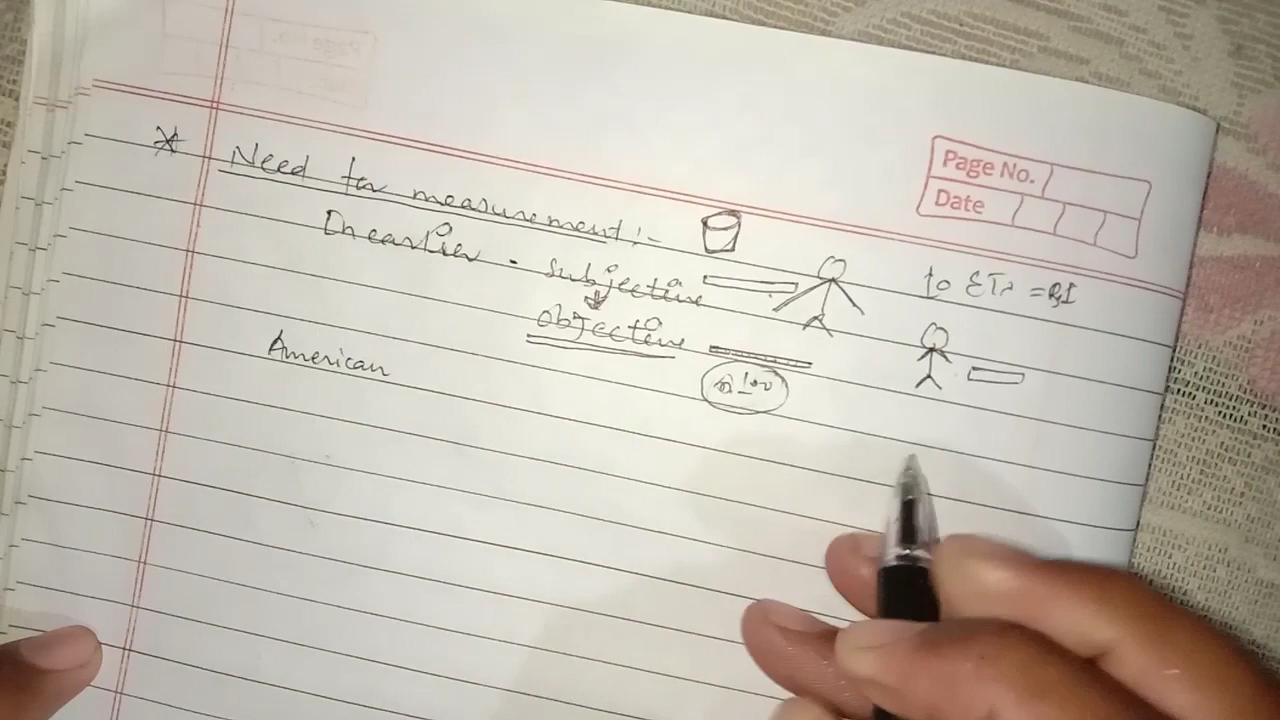 Page No.
Date
* Need for measurement :-
In earlier - Subjective
objective
American